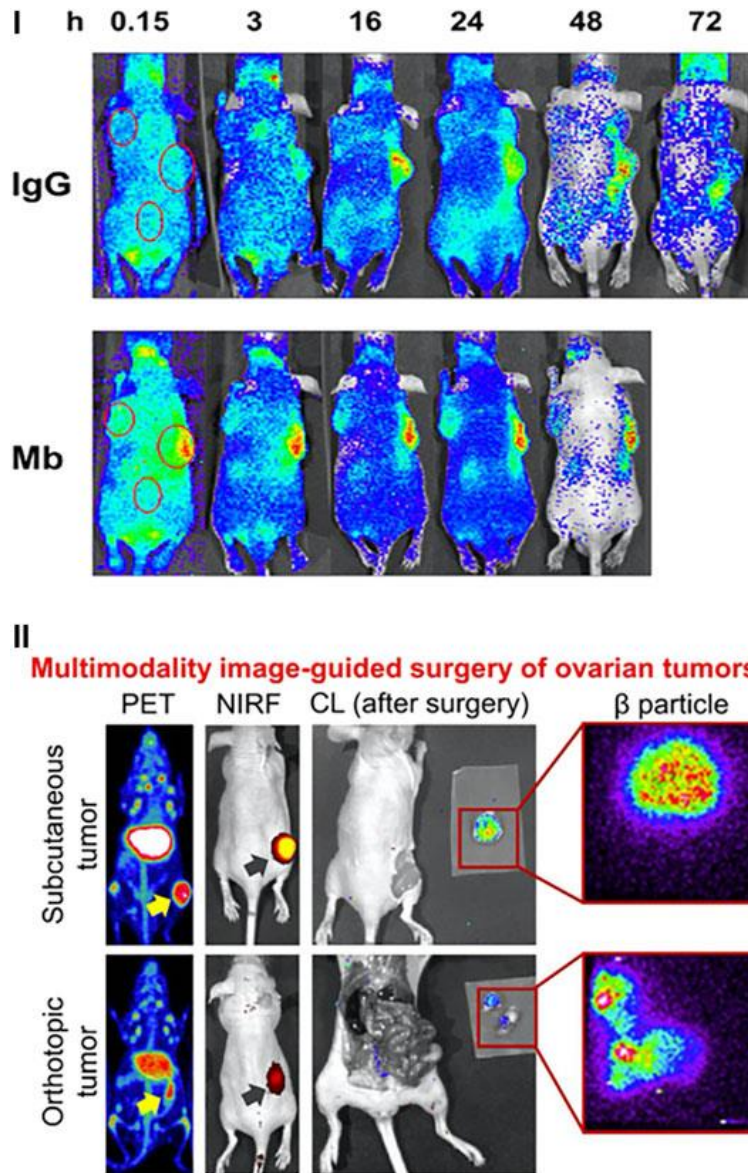 I h 0.15 3 16 24 48 72
IgG
Mb
II
Multimodality image-guided surgery of ovarian tumors
PET NIRF CL (after surgery) β particle
Subcutaneous
tumor
Orthotopic
tumor